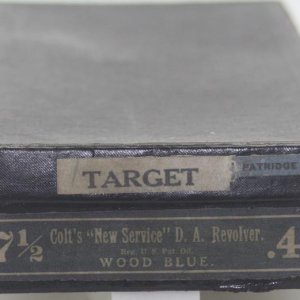 TARGET
PATRIDGE
7½ Colt's "New Service" D. A. Revolver. .4
Reg. U. S. Pat. Off.
WOOD BLUE.